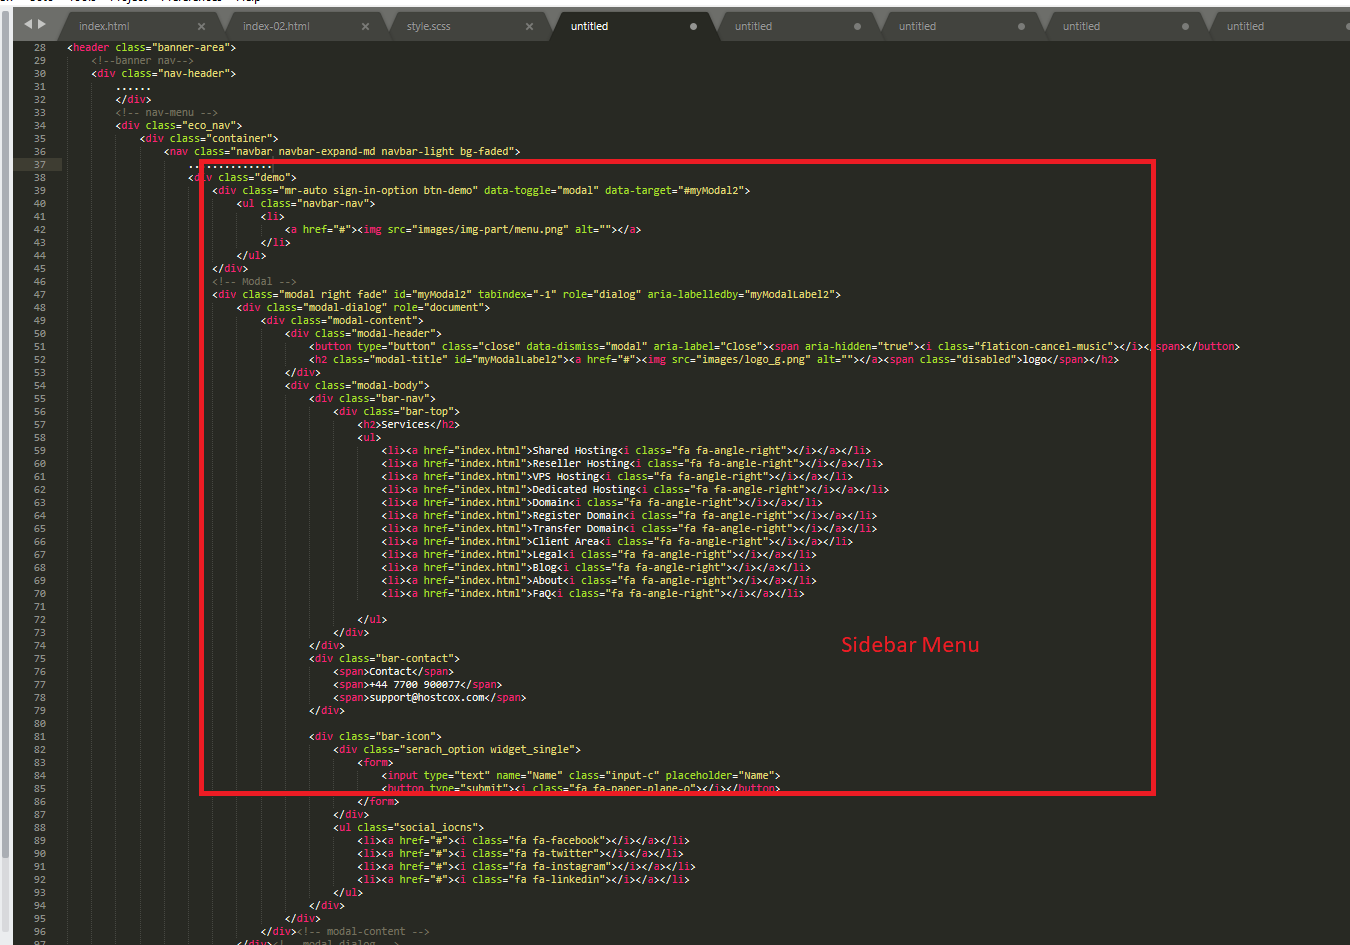 Preferences Help
index.html × index-02.html × style.scss × untitled untitled untitled untitled untitled
28 <header class="banner-area">
29 <!--banner nav-->
30 <div class="nav-header">
31 ......
32 </div>
33 <!-- nav-menu -->
34 <div class="eco_nav">
35 <div class="container">
36 <nav class="navbar navbar-expand-md navbar-light bg-faded">
37 ..............
38 <div class="demo">
39 <div class="mr-auto sign-in-option btn-demo" data-toggle="modal" data-target="#myModal2">
40 <ul class="navbar-nav">
41 <li>
42 <a href="#"><img src="images/img-part/menu.png" alt=""></a>
43 </li>
44 </ul>
45 </div>
46 <!-- Modal -->
47 <div class="modal right fade" id="myModal2" tabindex="-1" role="dialog" aria-labelledby="myModalLabel2">
48 <div class="modal-dialog" role="document">
49 <div class="modal-content">
50 <div class="modal-header">
51 <button type="button" class="close" data-dismiss="modal" aria-label="Close"><span aria-hidden="true"><i class="flaticon-cancel-music"></i></span></button>
52 <h2 class="modal-title" id="myModalLabel2"><a href="#"><img src="images/logo_g.png" alt=""></a><span class="disabled">logo</span></h2>
53 </div>
54 <div class="modal-body">
55 <div class="bar-nav">
56 <div class="bar-top">
57 <h2>Services</h2>
58 <ul>
59 <li><a href="index.html">Shared Hosting<i class="fa fa-angle-right"></i></a></li>
60 <li><a href="index.html">Reseller Hosting<i class="fa fa-angle-right"></i></a></li>
61 <li><a href="index.html">VPS Hosting<i class="fa fa-angle-right"></i></a></li>
62 <li><a href="index.html">Dedicated Hosting<i class="fa fa-angle-right"></i></a></li>
63 <li><a href="index.html">Domain<i class="fa fa-angle-right"></i></a></li>
64 <li><a href="index.html">Register Domain<i class="fa fa-angle-right"></i></a></li>
65 <li><a href="index.html">Transfer Domain<i class="fa fa-angle-right"></i></a></li>
66 <li><a href="index.html">Client Area<i class="fa fa-angle-right"></i></a></li>
67 <li><a href="index.html">Legal<i class="fa fa-angle-right"></i></a></li>
68 <li><a href="index.html">Blog<i class="fa fa-angle-right"></i></a></li>
69 <li><a href="index.html">About<i class="fa fa-angle-right"></i></a></li>
70 <li><a href="index.html">FaQ<i class="fa fa-angle-right"></i></a></li>
71
72 </ul>
73 </div>
74 </div>
Sidebar Menu
75 <div class="bar-contact">
76 <span>Contact</span>
77 <span>+44 7700 900077</span>
78 <span>support@hostcox.com</span>
79 </div>
80
81 <div class="bar-icon">
82 <div class="serach_option widget_single">
83 <form>
84 <input type="text" name="Name" class="input-c" placeholder="Name">
85 <button type="submit"><i class="fa fa-paper-plane-o"></i></button>
86 </form>
87 </div>
88 <ul class="social_iocns">
89 <li><a href="#"><i class="fa fa-facebook"></i></a></li>
90 <li><a href="#"><i class="fa fa-twitter"></i></a></li>
91 <li><a href="#"><i class="fa fa-instagram"></i></a></li>
92 <li><a href="#"><i class="fa fa-linkedin"></i></a></li>
93 </ul>
94 </div>
95 </div>
96 </div><!-- modal-content -->
97 </div><!-- modal-dialog -->